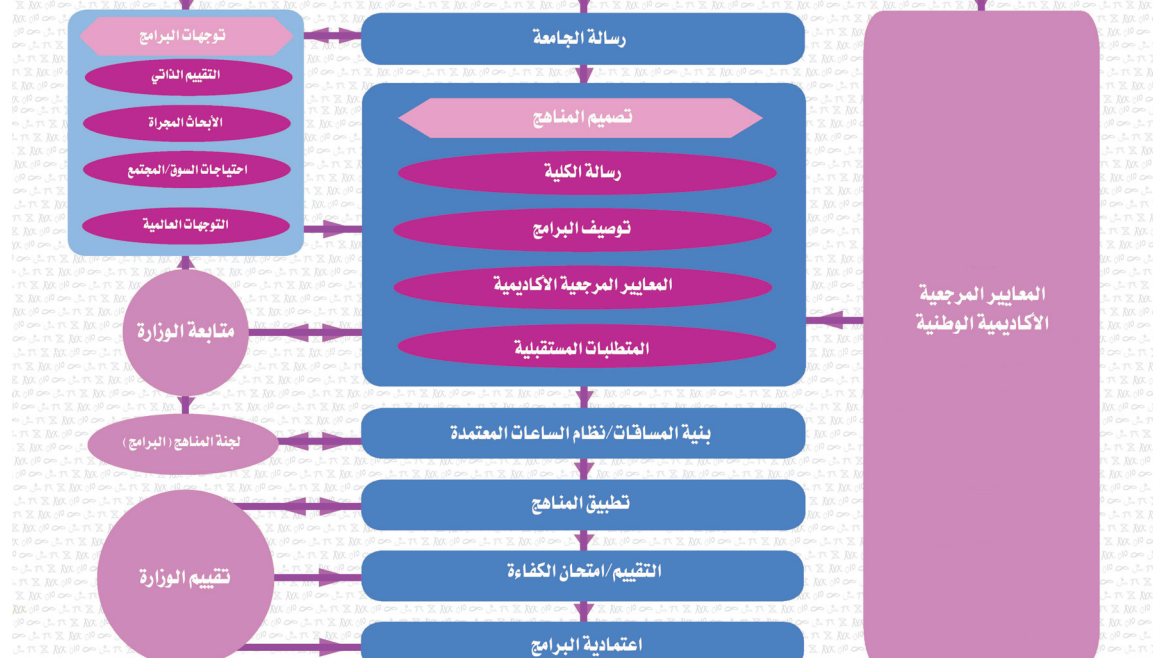 المعايير المرجعية
الاكاديمية الوطنية
رسالة الجامعة
تصميم المناهج
رسالة الكلية
توصيف البرامج
المعايير المرجعية الاكاديمية
المتطلبات المستقبلية
بنية المساقات/نظام الساعات المعتمدة
تطبيق المناهج
التقييم/امتحان الكفاءة
اعتمادية البرامج
توجهات البرامج
التقييم الذاتي
الأبحاث المجراة
احتياجات السوق/المجتمع
التوجهات العالمية
متابعة الوزارة
لجنة المناهج (البرامج)
تقييم الوزارة